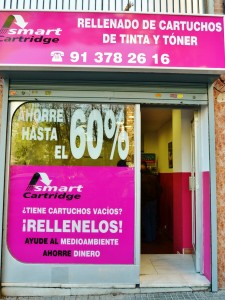 smart
Cartridge
RELLENADO DE CARTUCHOS
DE TINTA Y TÓNER
☎ 91 378 26 16
AHORRE
HASTA
EL 60%
smart
Cartridge
¿TIENE CARTUCHOS VACÍOS?
¡RELLENELOS!
AYUDE AL MEDIOAMBIENTE
AHORRE DINERO